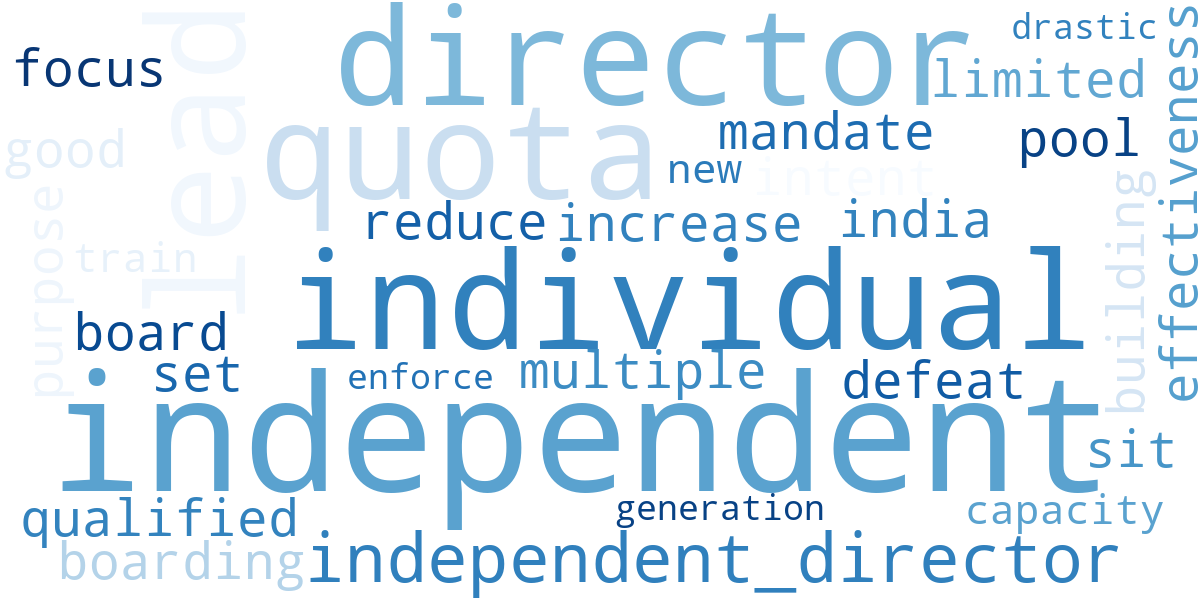 director
drastic
focus
lead
limited
effectiveness
good
quota
mandate
pool
new
intent
building
purpose
reduce
increase
india
train
individual
board
set
enforce
multiple
defeat
independent
sit
qualified
generation
capacity
boarding
independent_director